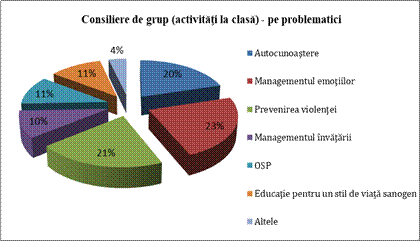 Consiliere de grup (activități la clasă) - pe problematici
4%
11%
20%
11%
10%
23%
21%
Autocunoaștere
Managementul emoțiilor
Prevenirea violenței
Managementul învățării
OSP
Educație pentru un stil de viață sanogen
Altele